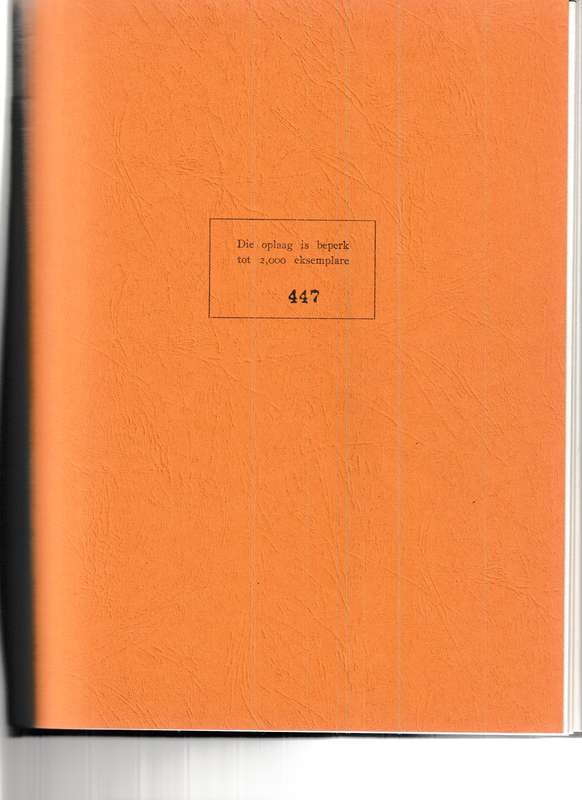 Die oplaag is beperk
tot 2,000 eksemplare
447